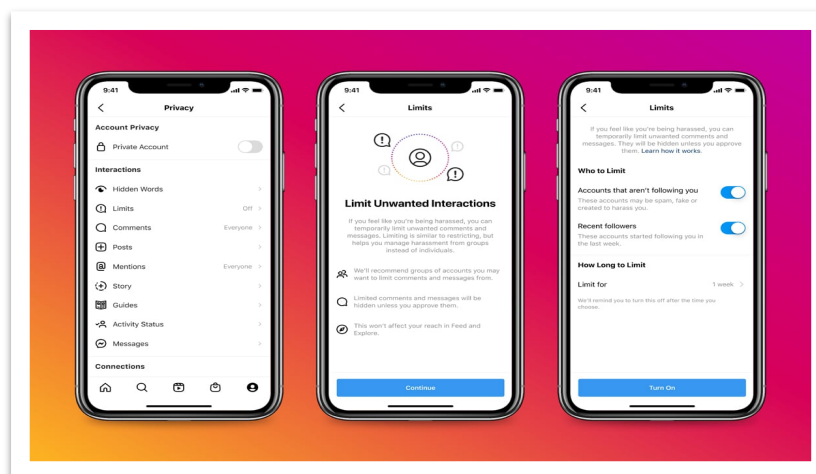 9:41
Privacy
Account Privacy
Private Account
Interactions
Hidden Words
Limits Off
Comments Everyone
Posts
Mentions Everyone
Story
Guides
Activity Status
Messages
Connections
9:41
Limits
Limit Unwanted Interactions
If you feel like you're being harassed, you can
temporarily limit unwanted comments and
messages. Limiting is similar to restricting, but
helps you manage harassment from groups
instead of individuals.
We'll recommend groups of accounts you may
want to limit comments and messages from.
Limited comments and messages will be
hidden unless you approve them.
This won't affect your reach in Feed and
Explore.
Continue
9:41
Limits
If you feel like you're being harassed, you can
temporarily limit unwanted comments and
messages. They will be hidden unless you approve
them. Learn how it works.
Who to Limit
Accounts that aren't following you
These accounts may be spam, fake or
created to harass you.
Recent followers
These accounts started following you in
the last week.
How Long to Limit
Limit for 1 week
We'll remind you to turn this off after the time you
choose.
Turn On